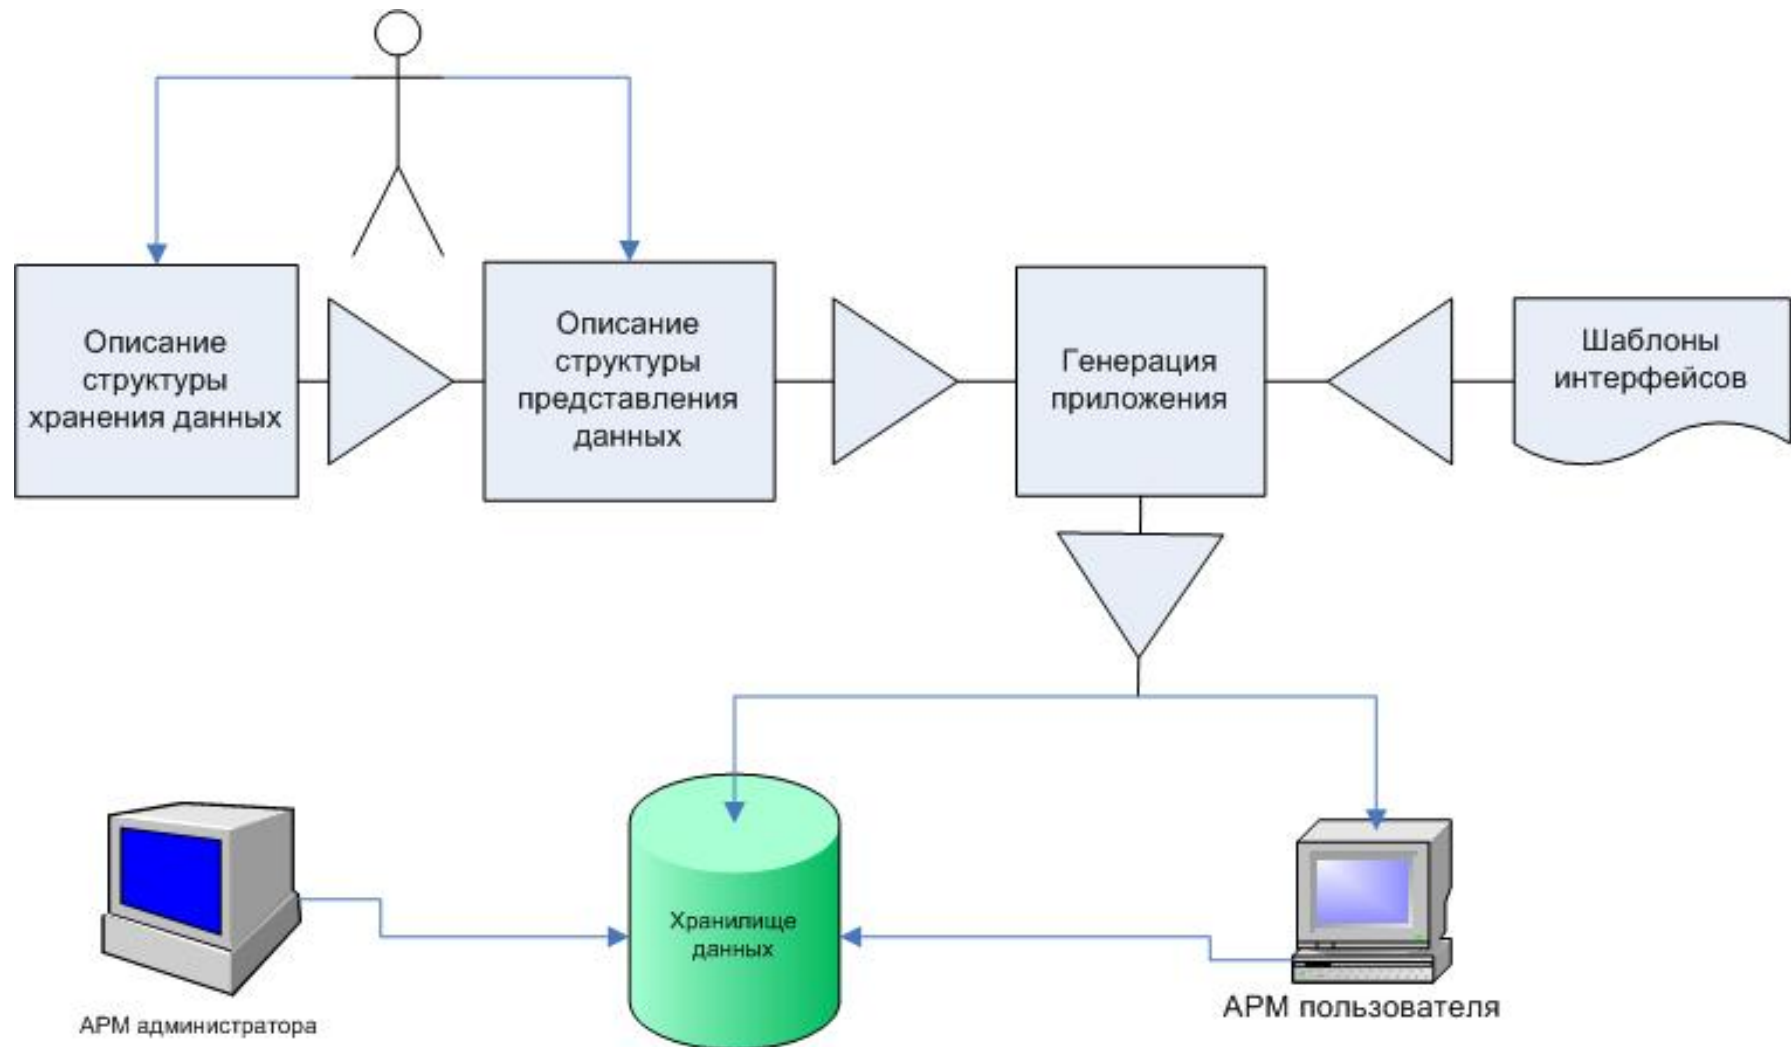 Описание
структуры
хранения данных
Описание
структуры
представления
данных
Генерация
приложения
Шаблоны
интерфейсов
Хранилище
данных
АРМ администратора
АРМ пользователя